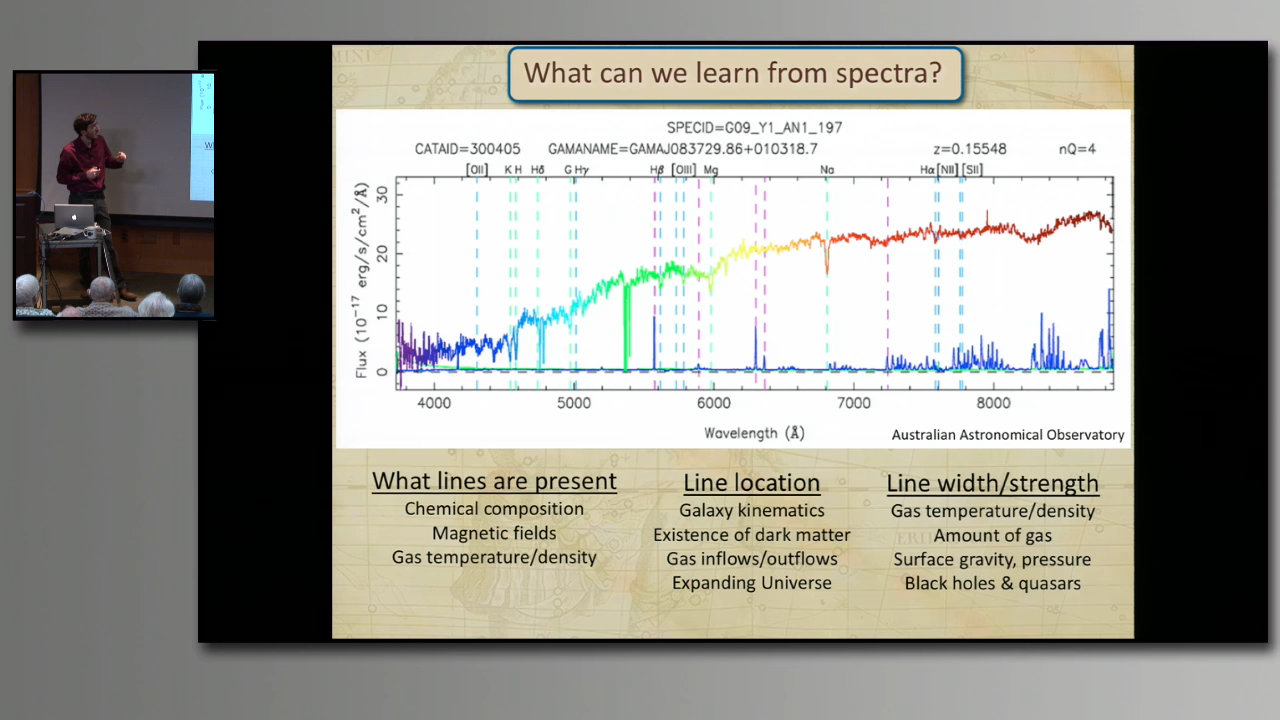 What can we learn from spectra?
SPECID=G09_Y1_AN1_197
CATAID=300405 GAMANAME=GAMAJ083729.86+010318.7 z=0.15548 nQ=4
[OII] K H Hδ G Hγ Hβ [OIII] Mg Na Hα [NII] [SII]
Flux (10⁻¹⁷ erg/s/cm²/Å)
30
20
10
0
4000 5000 6000 7000 8000
Wavelength (Å)
Australian Astronomical Observatory
What lines are present
Chemical composition
Magnetic fields
Gas temperature/density
Line location
Galaxy kinematics
Existence of dark matter
Gas inflows/outflows
Expanding Universe
Line width/strength
Gas temperature/density
Amount of gas
Surface gravity, pressure
Black holes & quasars